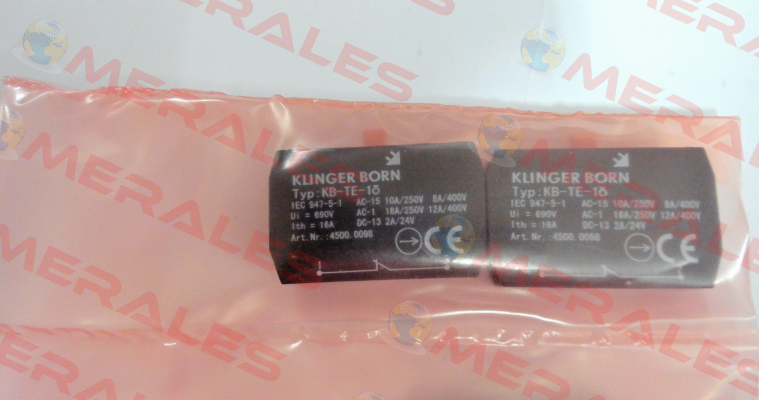 MERALES
MERALES
MERALES
MERALES
KLINGER BORN
Typ: KB-TE-1ö
IEC 947-5-1 AC-15 10A/250V 8A/400V
Ui = 690V AC-1 16A/250V 12A/400V
Ith = 16A DC-13 2A/24V
Art.Nr.:4500.0098
CE
KLINGER BORN
Typ: KB-TE-1ö
IEC 947-5-1 AC-15 10A/250V 8A/400V
Ui = 690V AC-1 16A/250V 12A/400V
Ith = 16A DC-13 2A/24V
Art.Nr.:4500.0098
CE
MERALES
MERALES
MERALES